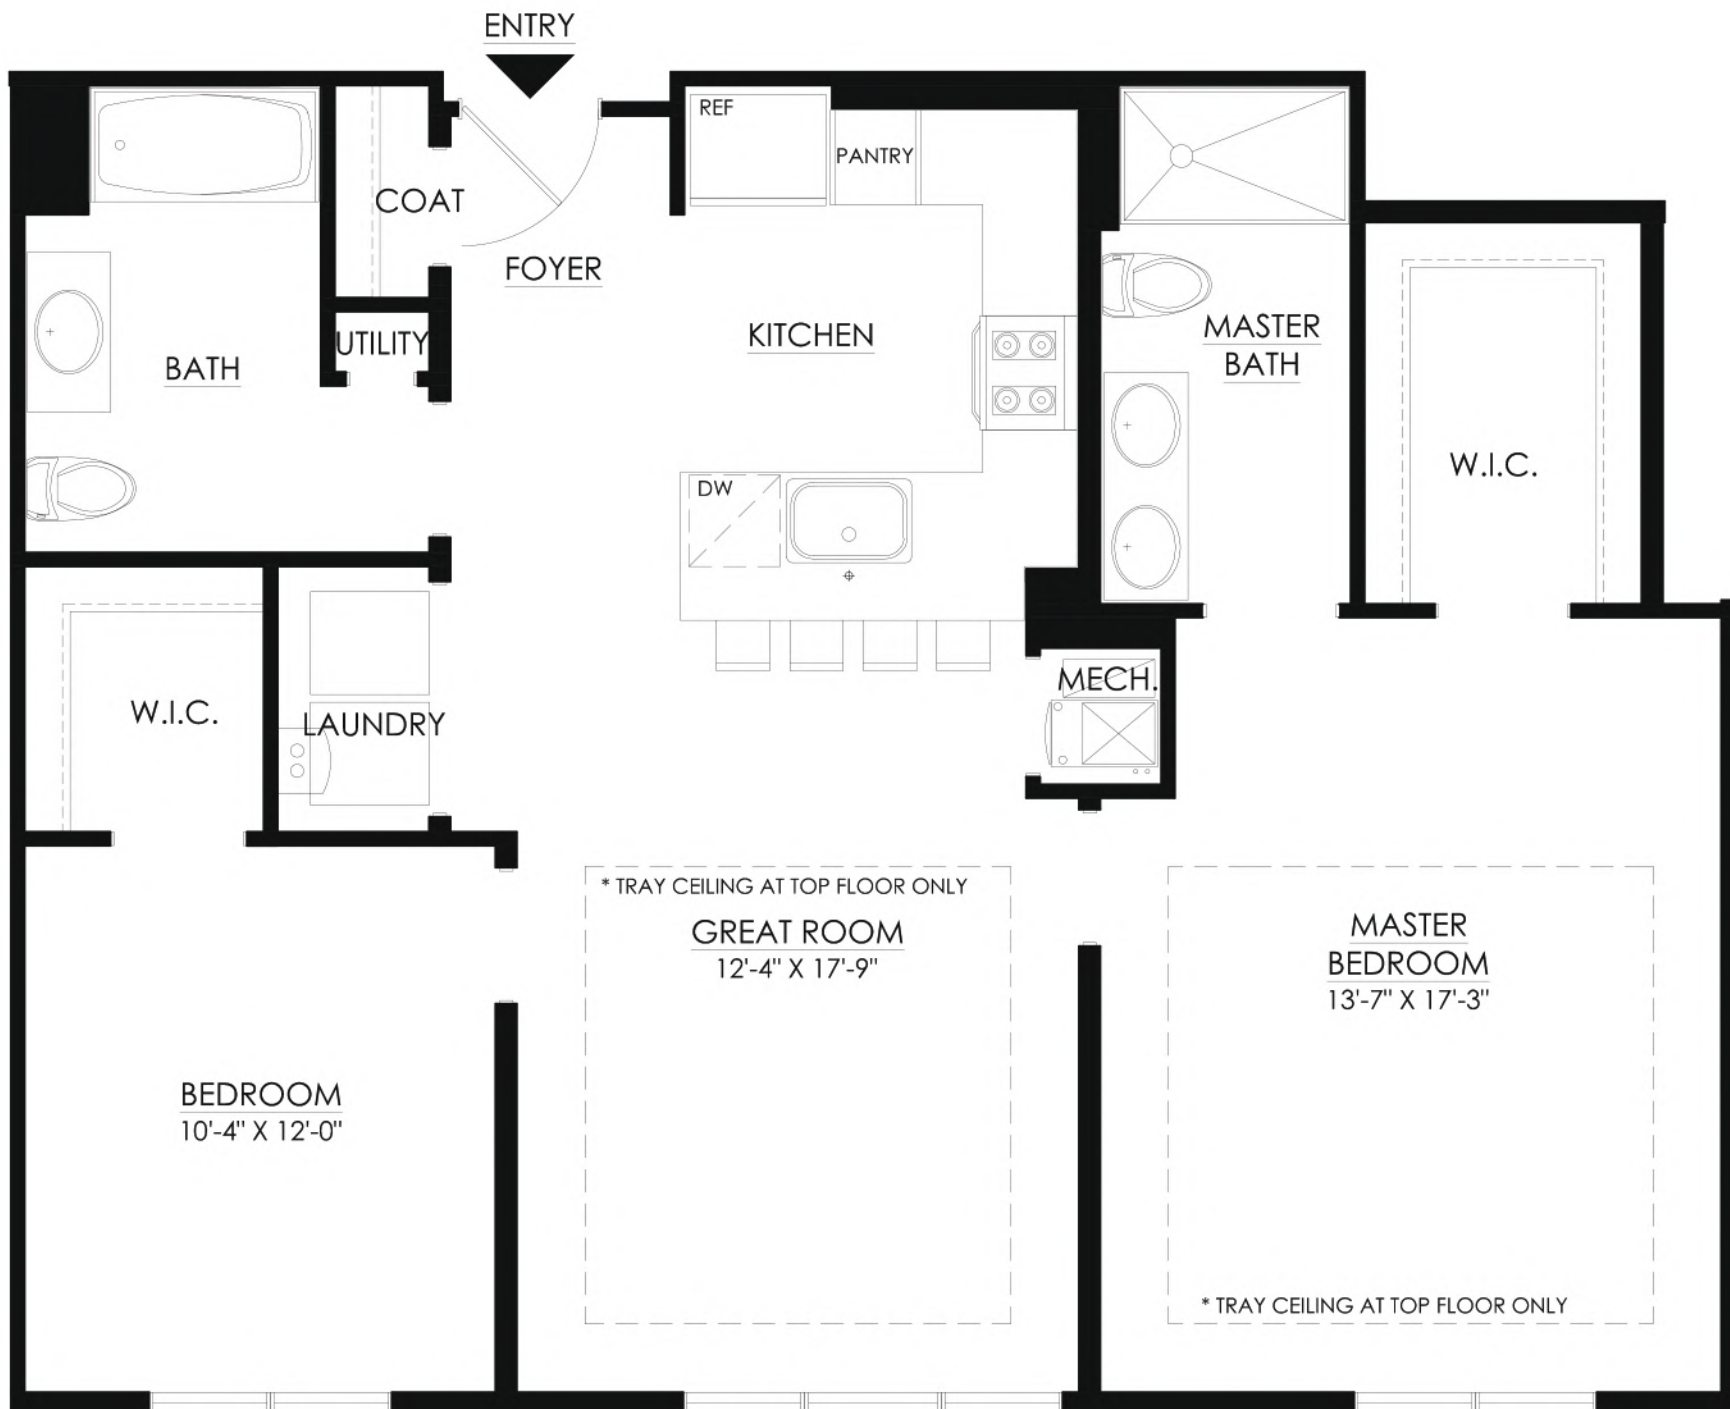 ENTRY
REF
PANTRY
COAT
FOYER
KITCHEN
UTILITY
BATH
MASTER
BATH
W.I.C.
DW
MECH.
W.I.C.
LAUNDRY
* TRAY CEILING AT TOP FLOOR ONLY
GREAT ROOM
12'-4" X 17'-9"
MASTER
BEDROOM
13'-7" X 17'-3"
BEDROOM
10'-4" X 12'-0"
* TRAY CEILING AT TOP FLOOR ONLY